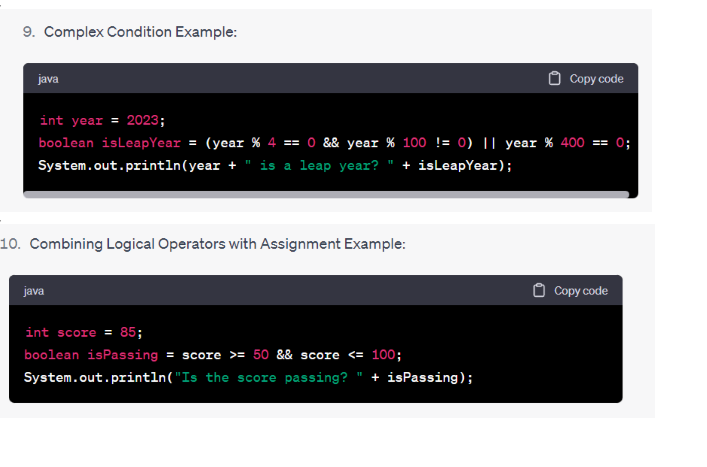 9. Complex Condition Example:
java
Copy code
int year = 2023;
boolean isLeapYear = (year % 4 == 0 && year % 100 != 0) || year % 400 == 0;
System.out.println(year + " is a leap year? " + isLeapYear);
10. Combining Logical Operators with Assignment Example:
java
Copy code
int score = 85;
boolean isPassing = score >= 50 && score <= 100;
System.out.println("Is the score passing? " + isPassing);